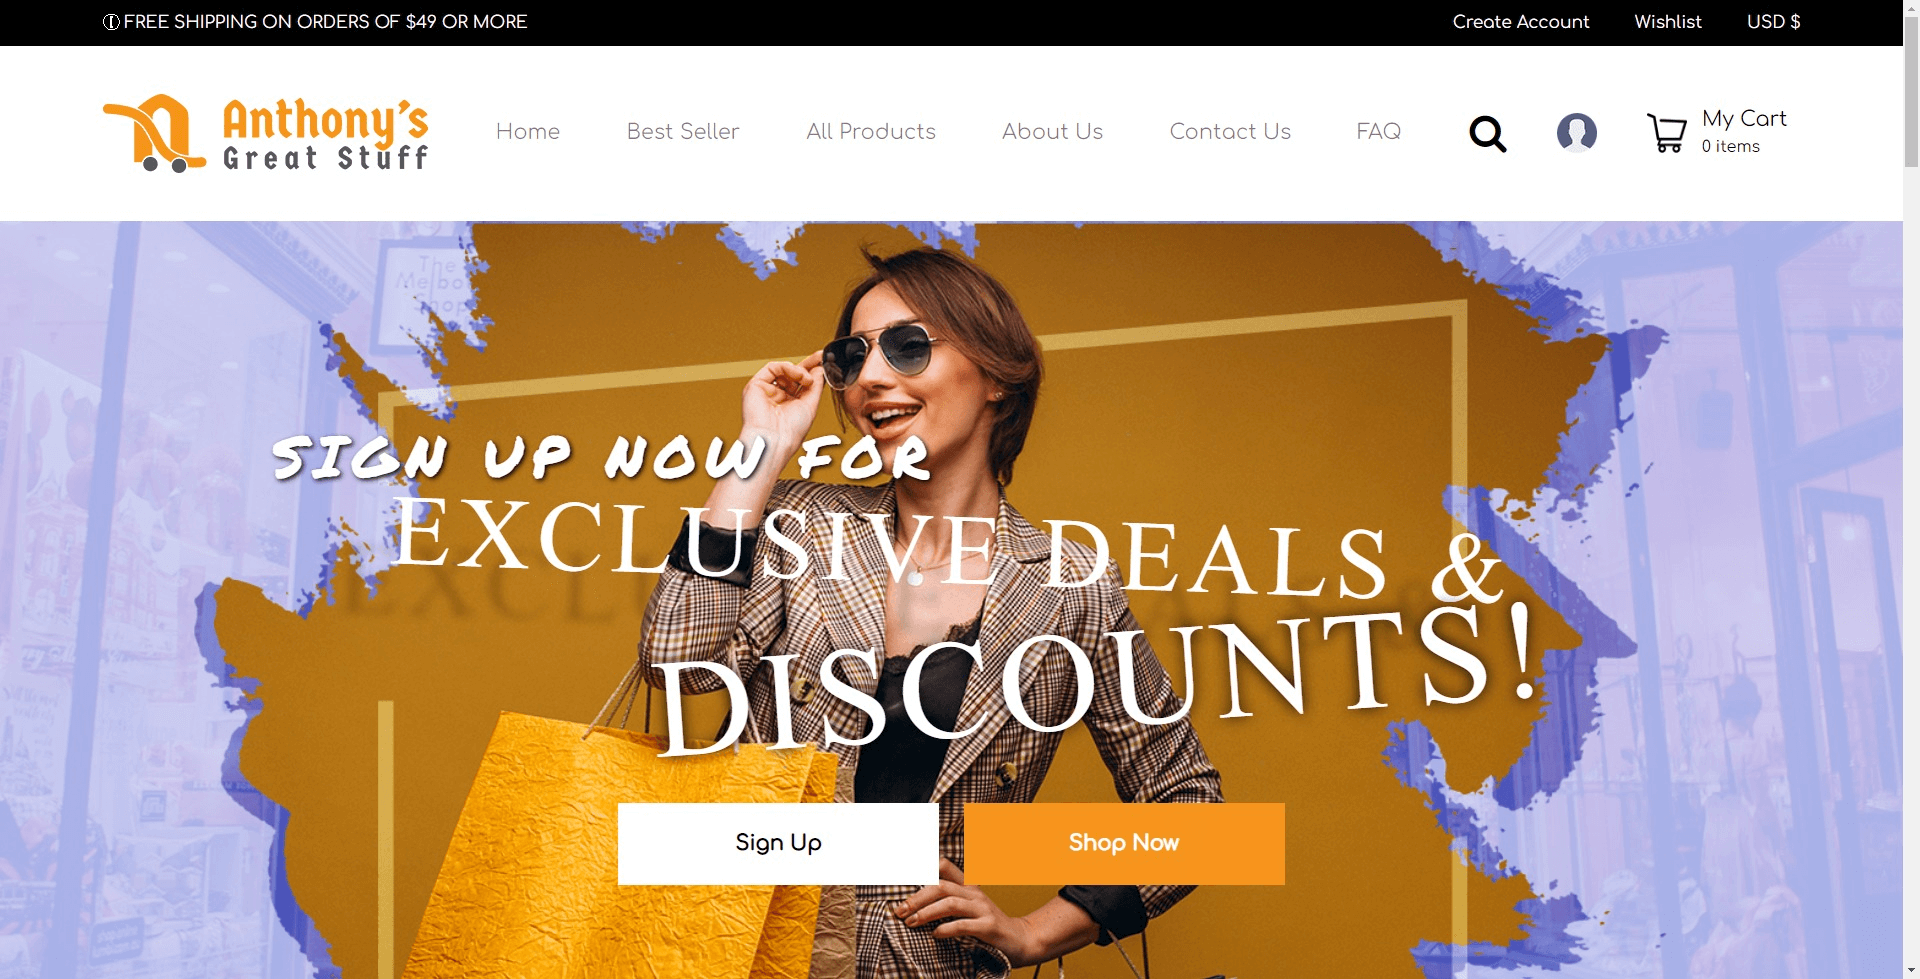 FREE SHIPPING ON ORDERS OF $49 OR MORE
Create Account Wishlist USD $
Anthony's
Great Stuff
Home Best Seller All Products About Us Contact Us FAQ
My Cart
0 items
The
SIGN UP NOW FOR
EXCLUSIVE DEALS &
DISCOUNTS!
Sign Up Shop Now